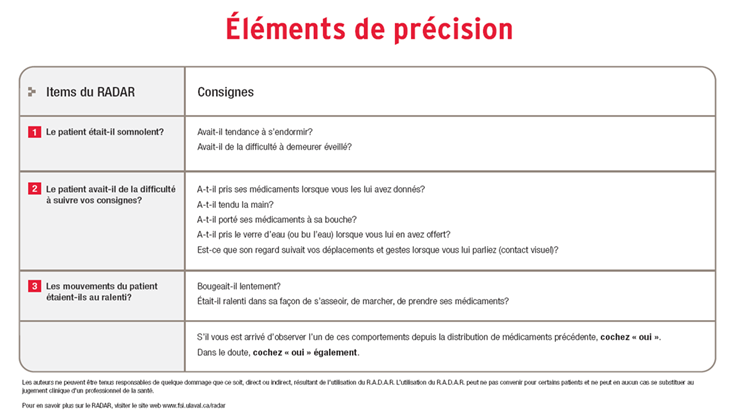 Éléments de précision
Items du RADAR
Consignes
1 Le patient était-il somnolent?
Avait-il tendance à s'endormir?
Avait-il de la difficulté à demeurer éveillé?
2 Le patient avait-il de la difficulté
à suivre vos consignes?
A-t-il pris ses médicaments lorsque vous les lui avez donnés?
A-t-il tendu la main?
A-t-il porté ses médicaments à sa bouche?
A-t-il pris le verre d'eau (ou bu l'eau) lorsque vous lui en avez offert?
Est-ce que son regard suivait vos déplacements et gestes lorsque vous lui parliez (contact visuel)?
3 Les mouvements du patient
étaient-ils au ralenti?
Bougeait-il lentement?
Était-il ralenti dans sa façon de s'asseoir, de marcher, de prendre ses médicaments?
S'il vous est arrivé d'observer l'un de ces comportements depuis la distribution de médicaments précédente, cochez « oui ».
Dans le doute, cochez « oui » également.
Les auteurs ne peuvent être tenus responsables de quelque dommage que ce soit, direct ou indirect, résultant de l'utilisation du R.A.D.A.R. L'utilisation du R.A.D.A.R. peut ne pas convenir pour certains patients et ne peut en aucun cas se substituer au
jugement clinique d'un professionnel de la santé.
Pour en savoir plus sur le RADAR, visiter le site web www.fsi.ulaval.ca/radar